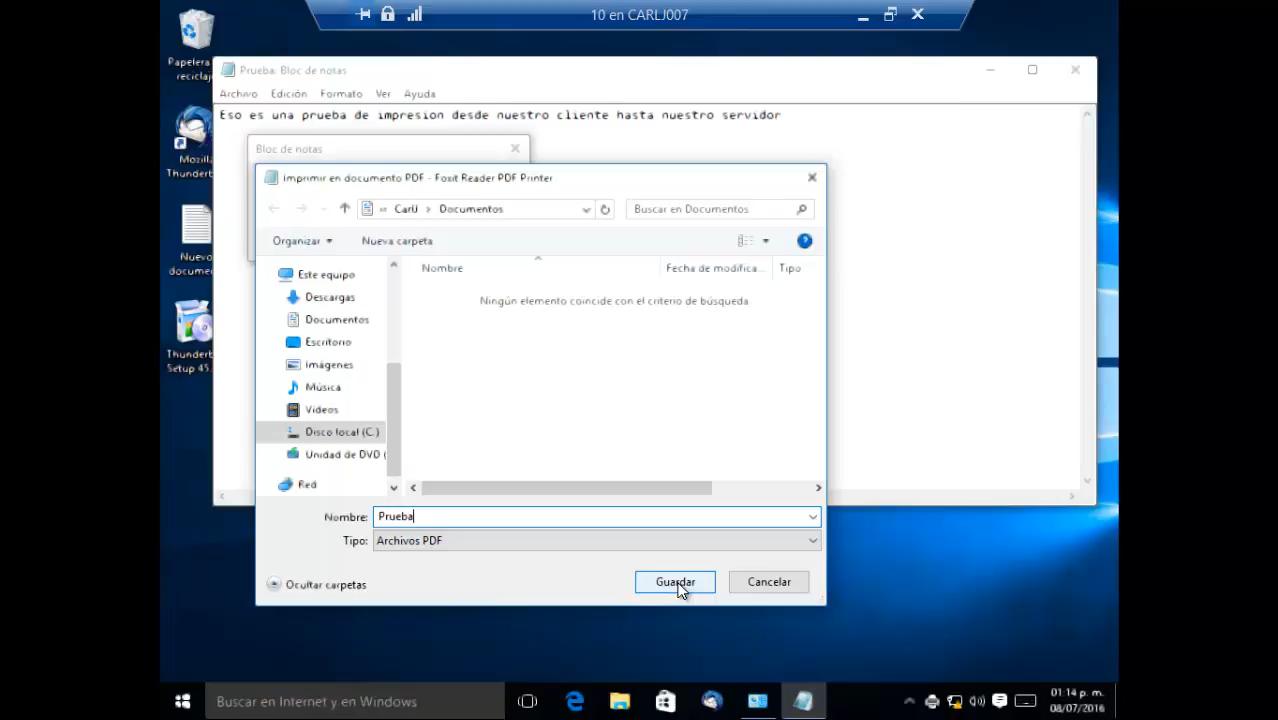 10 en CARLJ007
Papelera
reciclaj
Prueba: Bloc de notas
Archivo Edición Formato Ver Ayuda
Eso es una prueba de impresion desde nuestro cliente hasta nuestro servidor
Mozill
Thunderb
Bloc de notas
Imprimir en documento PDF - Foxit Reader PDF Printer
CarlJ > Documentos
Buscar en Documentos
Organizar
Nueva carpeta
Nuevo
documen
Nombre
Fecha de modifica...
Tipo
Ningún elemento coincide con el criterio de búsqueda
Este equipo
Descargas
Documentos
Escritorio
Imágenes
Música
Vídeos
Disco local (C:)
Unidad de DVD (
Red
Thunderb
Setup 45.
Nombre: Prueba
Tipo: Archivos PDF
Ocultar carpetas
Guardar
Cancelar
Buscar en Internet y en Windows
01:14 p. m.
08/07/2016